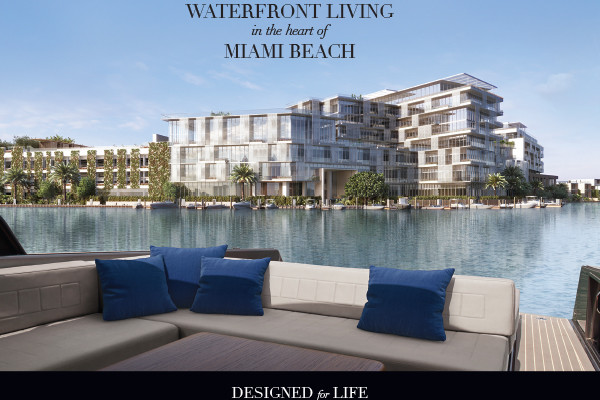 WATERFRONT LIVING
in the heart of
MIAMI BEACH
DESIGNED for LIFE